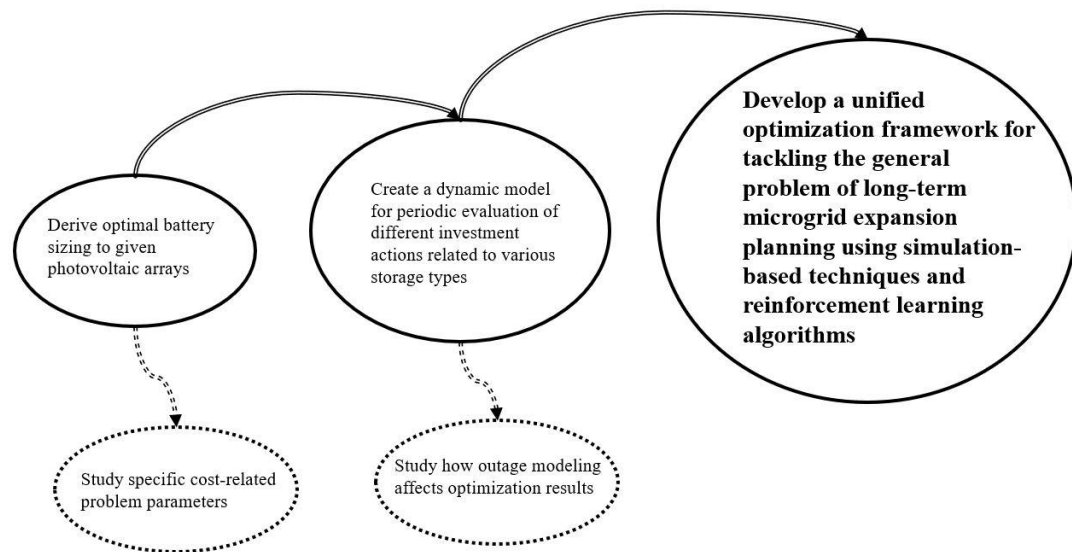 Derive optimal battery
sizing to given
photovoltaic arrays
Create a dynamic model
for periodic evaluation of
different investment
actions related to various
storage types
Develop a unified
optimization framework for
tackling the general
problem of long-term
microgrid expansion
planning using simulation-
based techniques and
reinforcement learning
algorithms
Study specific cost-related
problem parameters
Study how outage modeling
affects optimization results